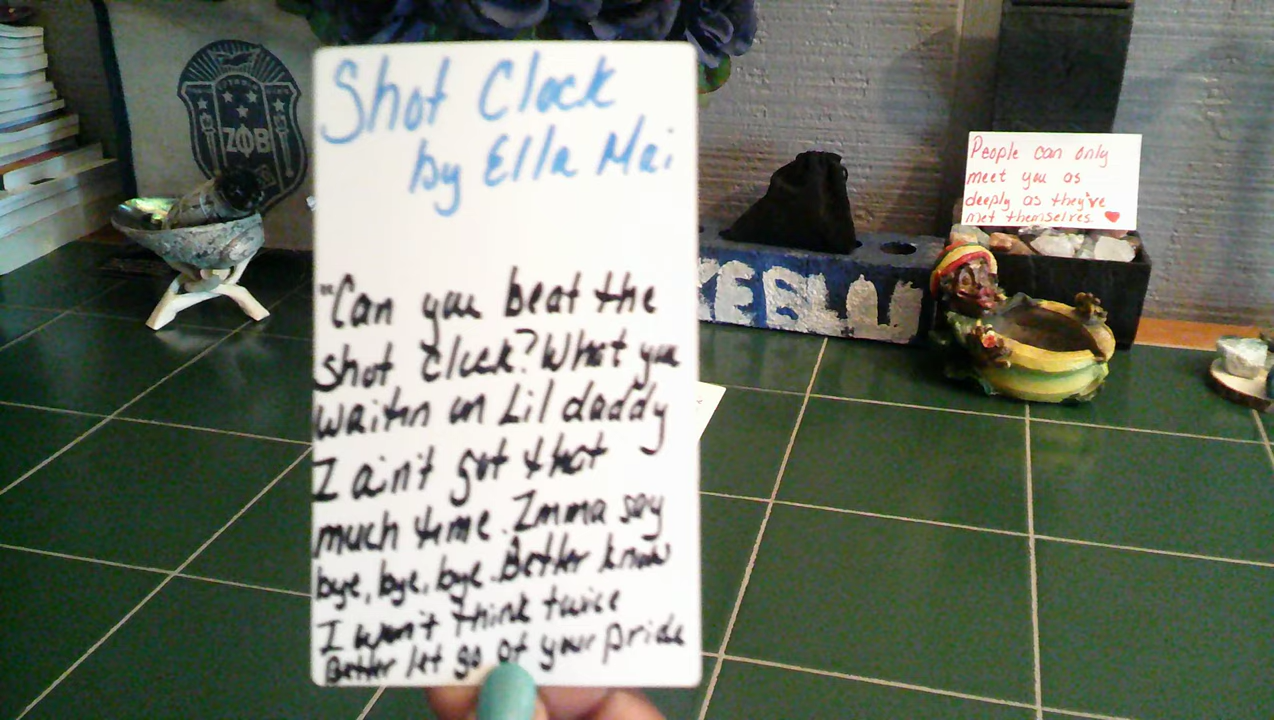 Shot Clock
by Ella Mai
"Can you beat the
shot clock? What you
waitin on Lil daddy
I ain't got that
much time. Imma say
bye, bye, bye. Better know
I won't think twice
Better let go of your pride
ΖΦΒ
People can only
meet you as
deeply as they've
met themselves.